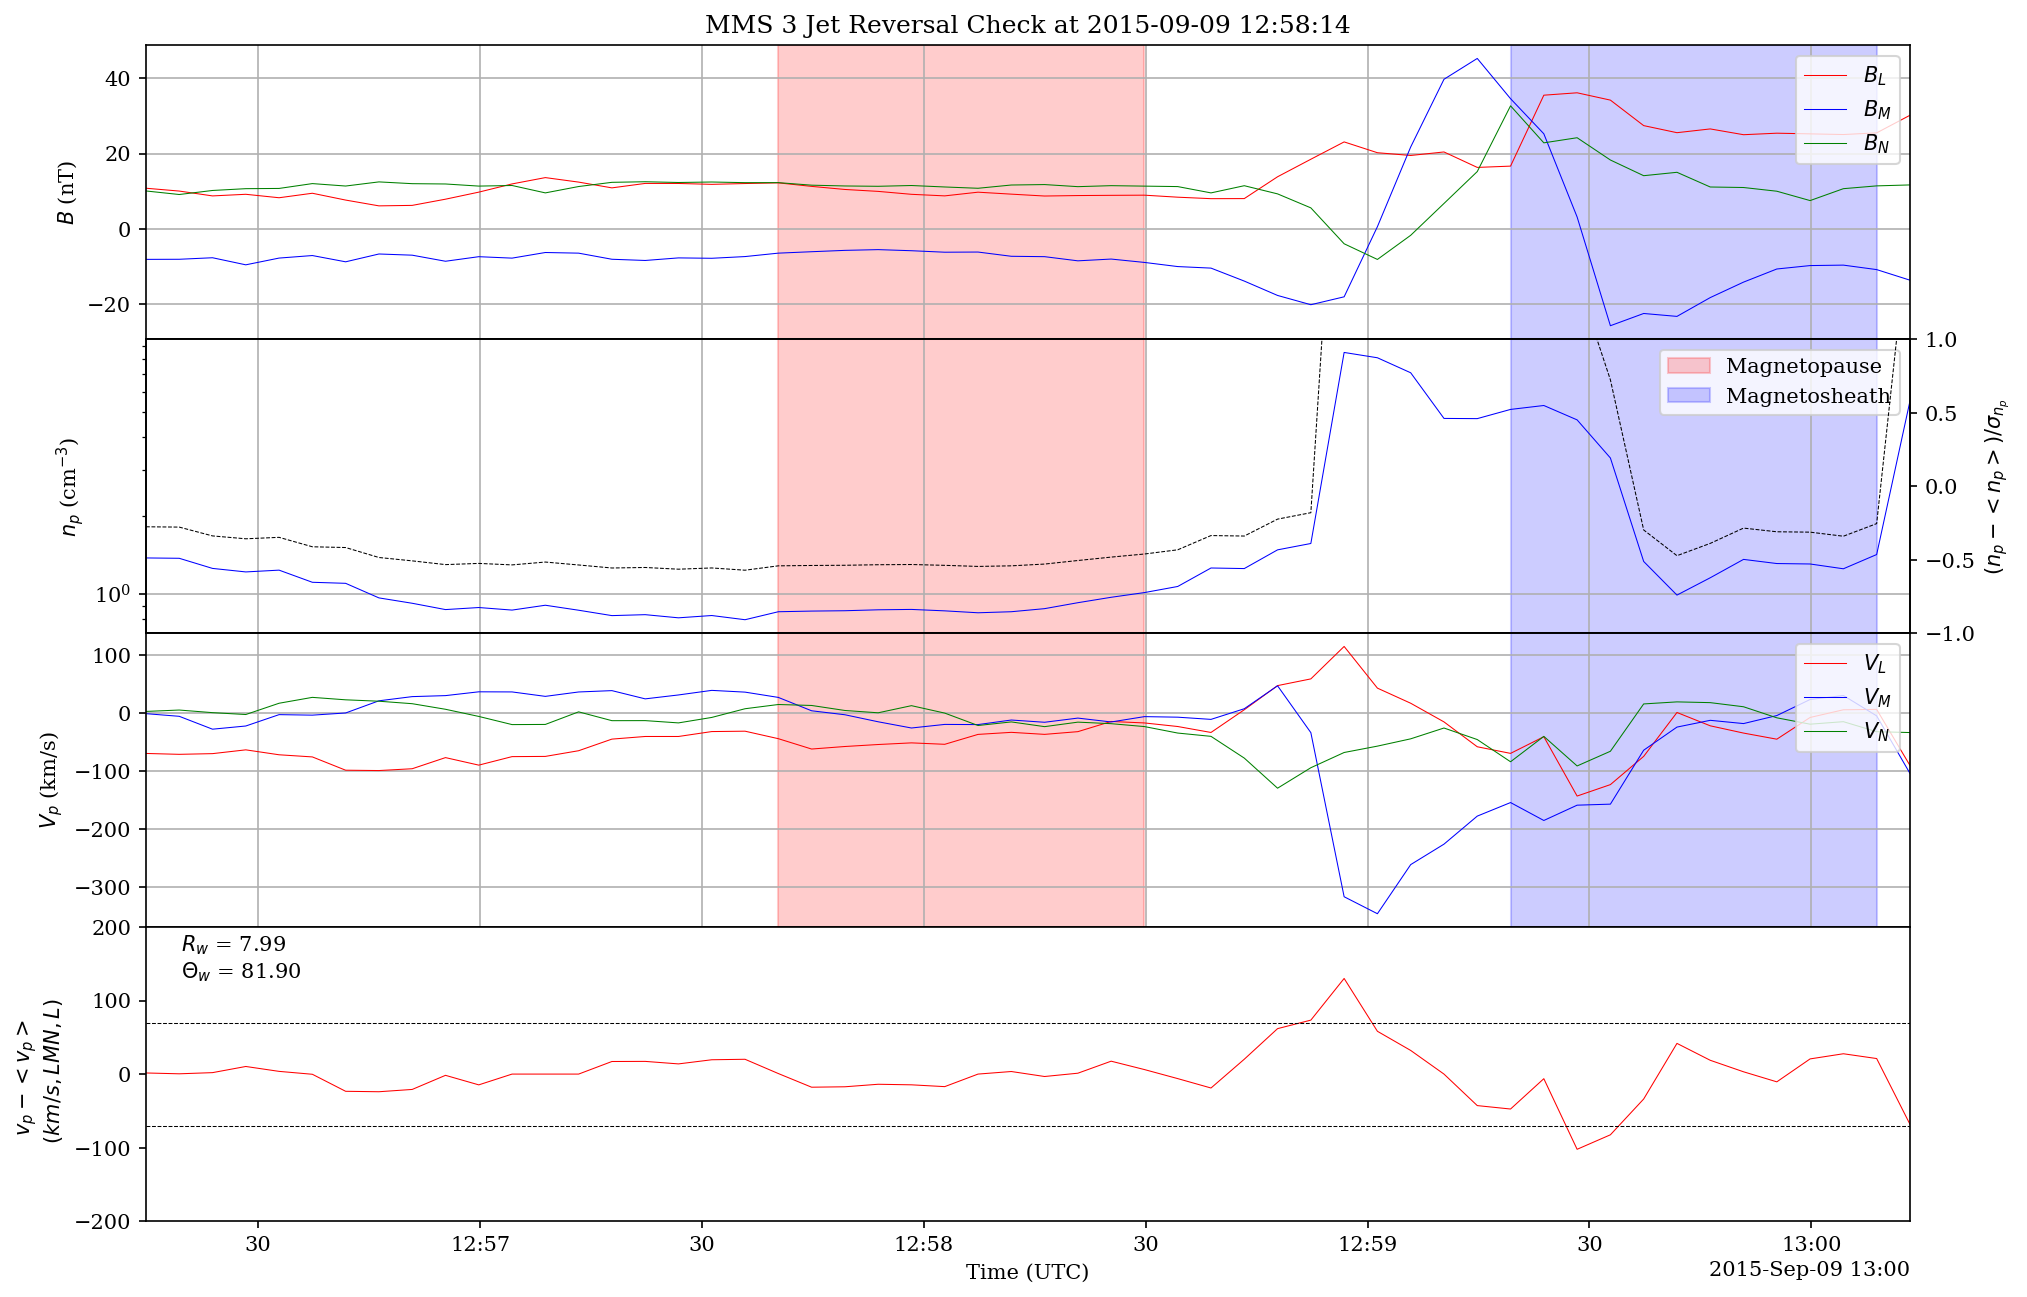 MMS 3 Jet Reversal Check at 2015-09-09 12:58:14
B (nT)
40
20
0
−20
B_L
B_M
B_N
n_p (cm^{−3})
10^0
Magnetopause
Magnetosheath
1.0
0.5
0.0
−0.5
−1.0
(n_p − < n_p > )/σ_{n_p}
V_p (km/s)
100
0
−100
−200
−300
V_L
V_M
V_N
v_p − < v_p >
(km/s, LMN, L)
200
100
0
−100
−200
R_w = 7.99
Θ_w = 81.90
30 12:57 30 12:58 30 12:59 30 13:00
Time (UTC)
2015-Sep-09 13:00